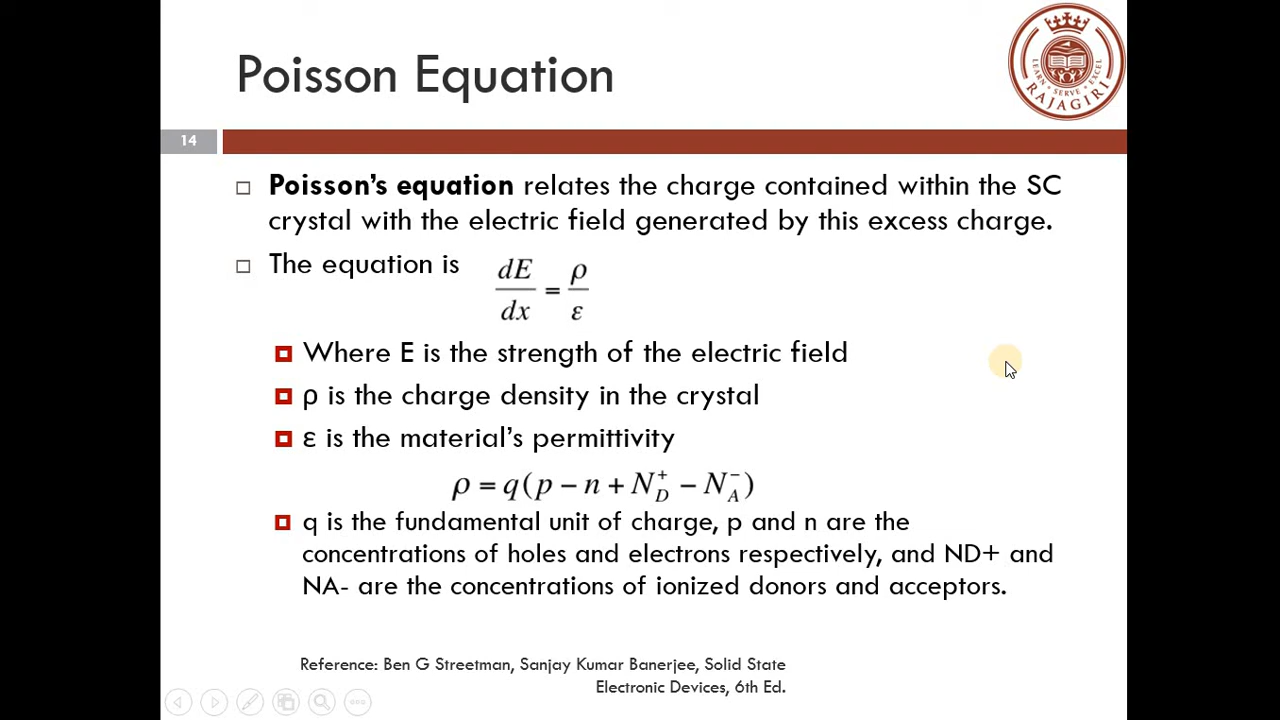 Poisson Equation
LEARN SERVE EXCEL
RAJAGIRI
14
Poisson's equation relates the charge contained within the SC
crystal with the electric field generated by this excess charge.
The equation is dE/dx = ρ/ε
Where E is the strength of the electric field
ρ is the charge density in the crystal
ε is the material's permittivity
ρ = q(p − n + N_D^+ − N_A^-)
q is the fundamental unit of charge, p and n are the
concentrations of holes and electrons respectively, and ND+ and
NA- are the concentrations of ionized donors and acceptors.
Reference: Ben G Streetman, Sanjay Kumar Banerjee, Solid State
Electronic Devices, 6th Ed.